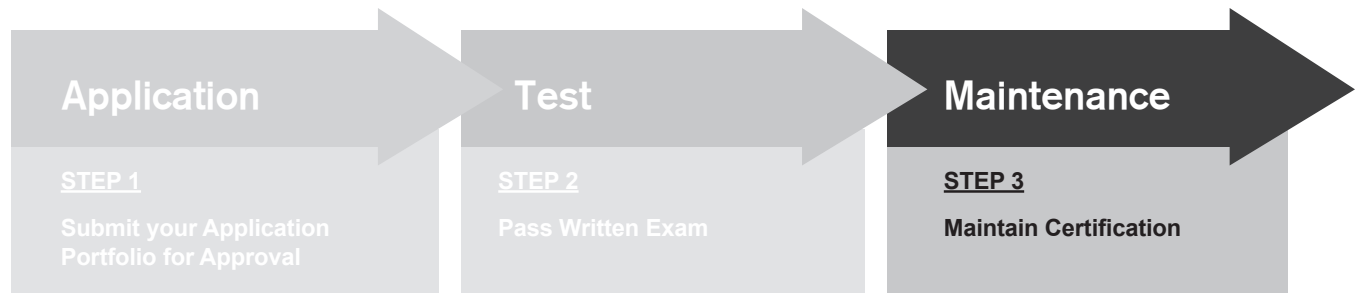 Application
STEP 1
Submit your Application
Portfolio for Approval
Test
STEP 2
Pass Written Exam
Maintenance
STEP 3
Maintain Certification